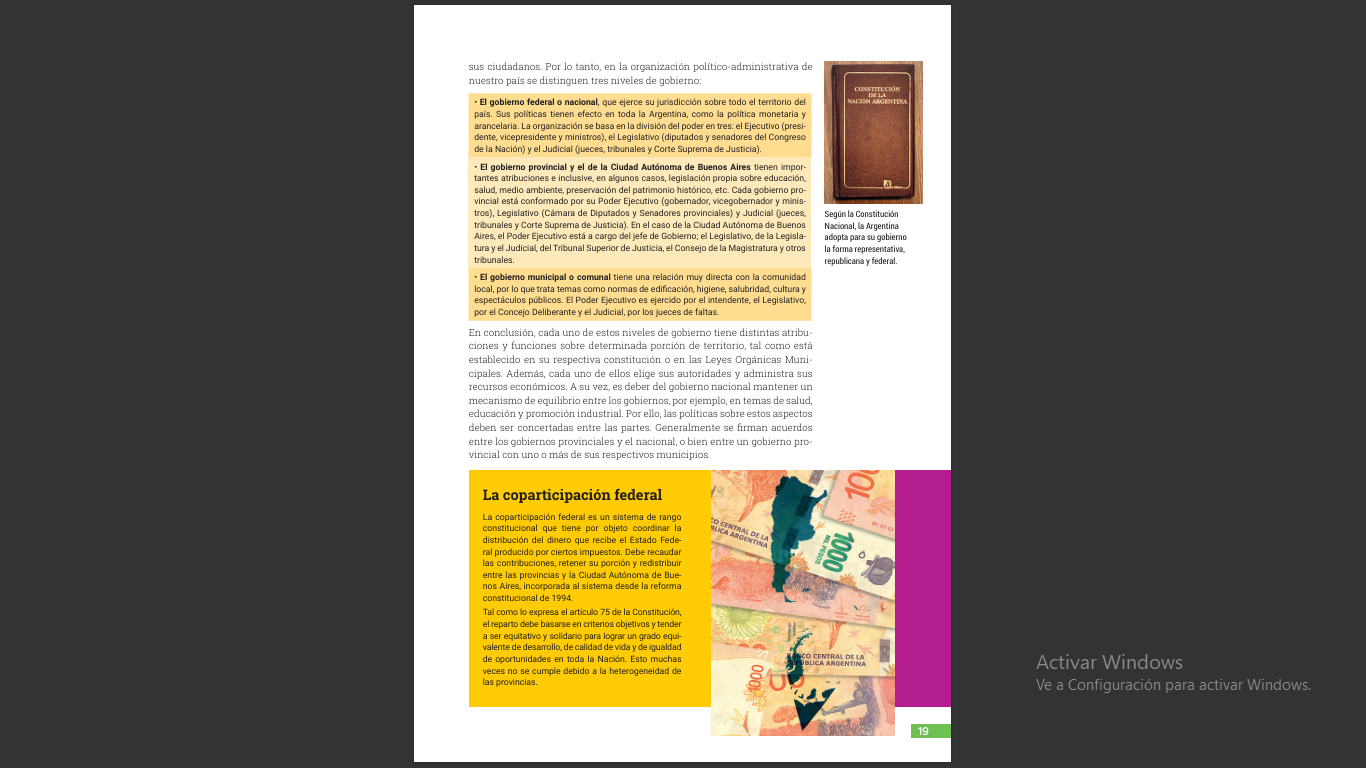 sus ciudadanos. Por lo tanto, en la organización político-administrativa de
nuestro país se distinguen tres niveles de gobierno:
• El gobierno federal o nacional, que ejerce su jurisdicción sobre todo el territorio del
país. Sus políticas tienen efecto en toda la Argentina, como la política monetaria y
arancelaria. La organización se basa en la división del poder en tres: el Ejecutivo (presi-
dente, vicepresidente y ministros), el Legislativo (diputados y senadores del Congreso
de la Nación) y el Judicial (jueces, tribunales y Corte Suprema de Justicia).
• El gobierno provincial y el de la Ciudad Autónoma de Buenos Aires tienen impor-
tantes atribuciones e inclusive, en algunos casos, legislación propia sobre educación,
salud, medio ambiente, preservación del patrimonio histórico, etc. Cada gobierno pro-
vincial está conformado por su Poder Ejecutivo (gobernador, vicegobernador y minis-
tros), Legislativo (Cámara de Diputados y Senadores provinciales) y Judicial (jueces,
tribunales y Corte Suprema de Justicia). En el caso de la Ciudad Autónoma de Buenos
Aires, el Poder Ejecutivo está a cargo del jefe de Gobierno; el Legislativo, de la Legisla-
tura y el Judicial, del Tribunal Superior de Justicia, el Consejo de la Magistratura y otros
tribunales.
• El gobierno municipal o comunal tiene una relación muy directa con la comunidad
local, por lo que trata temas como normas de edificación, higiene, salubridad, cultura y
espectáculos públicos. El Poder Ejecutivo es ejercido por el intendente, el Legislativo,
por el Concejo Deliberante y el Judicial, por los jueces de faltas.
En conclusión, cada uno de estos niveles de gobierno tiene distintas atribu-
ciones y funciones sobre determinada porción de territorio, tal como está
establecido en su respectiva constitución o en las Leyes Orgánicas Muni-
cipales. Además, cada uno de ellos elige sus autoridades y administra sus
recursos económicos. A su vez, es deber del gobierno nacional mantener un
mecanismo de equilibrio entre los gobiernos, por ejemplo, en temas de salud,
educación y promoción industrial. Por ello, las políticas sobre estos aspectos
deben ser concertadas entre las partes. Generalmente se firman acuerdos
entre los gobiernos provinciales y el nacional, o bien entre un gobierno pro-
vincial con uno o más de sus respectivos municipios.
CONSTITUCIÓN
DE LA
NACIÓN ARGENTINA
Según la Constitución
Nacional, la Argentina
adopta para su gobierno
la forma representativa,
republicana y federal.
La coparticipación federal
La coparticipación federal es un sistema de rango
constitucional que tiene por objeto coordinar la
distribución del dinero que recibe el Estado Fede-
ral producido por ciertos impuestos. Debe recaudar
las contribuciones, retener su porción y redistribuir
entre las provincias y la Ciudad Autónoma de Bue-
nos Aires, incorporada al sistema desde la reforma
constitucional de 1994.
Tal como lo expresa el artículo 75 de la Constitución,
el reparto debe basarse en criterios objetivos y tender
a ser equitativo y solidario para lograr un grado equi-
valente de desarrollo, de calidad de vida y de igualdad
de oportunidades en toda la Nación. Esto muchas
veces no se cumple debido a la heterogeneidad de
las provincias.
100
CO CENTRAL DE LA
BLICA ARGENTINA
1000
MIL PESOS
CO CENTRAL DE LA
PÚBLICA ARGENTINA
1000
19
Activar Windows
Ve a Configuración para activar Windows.